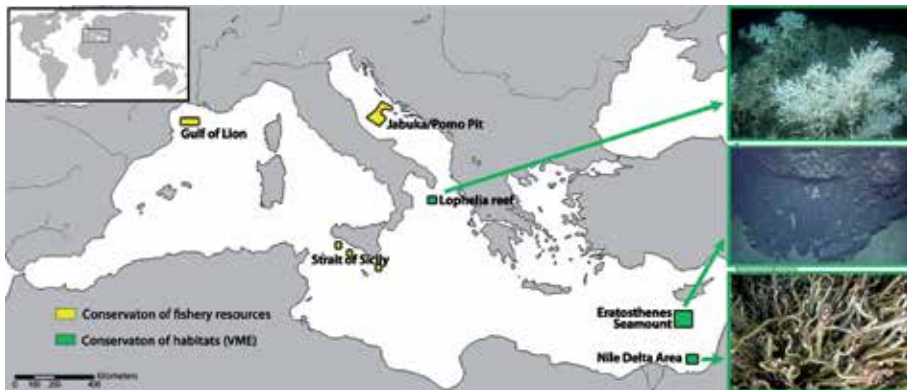 Gulf of Lion
Jabuka/Pomo Pit
Lophelia reef
Strait of Sicily
Eratosthenes
Seamount
Nile Delta Area
Conservaton of fishery resources
Conservaton of habitats (VME)
Kilometers
0 100 200 400